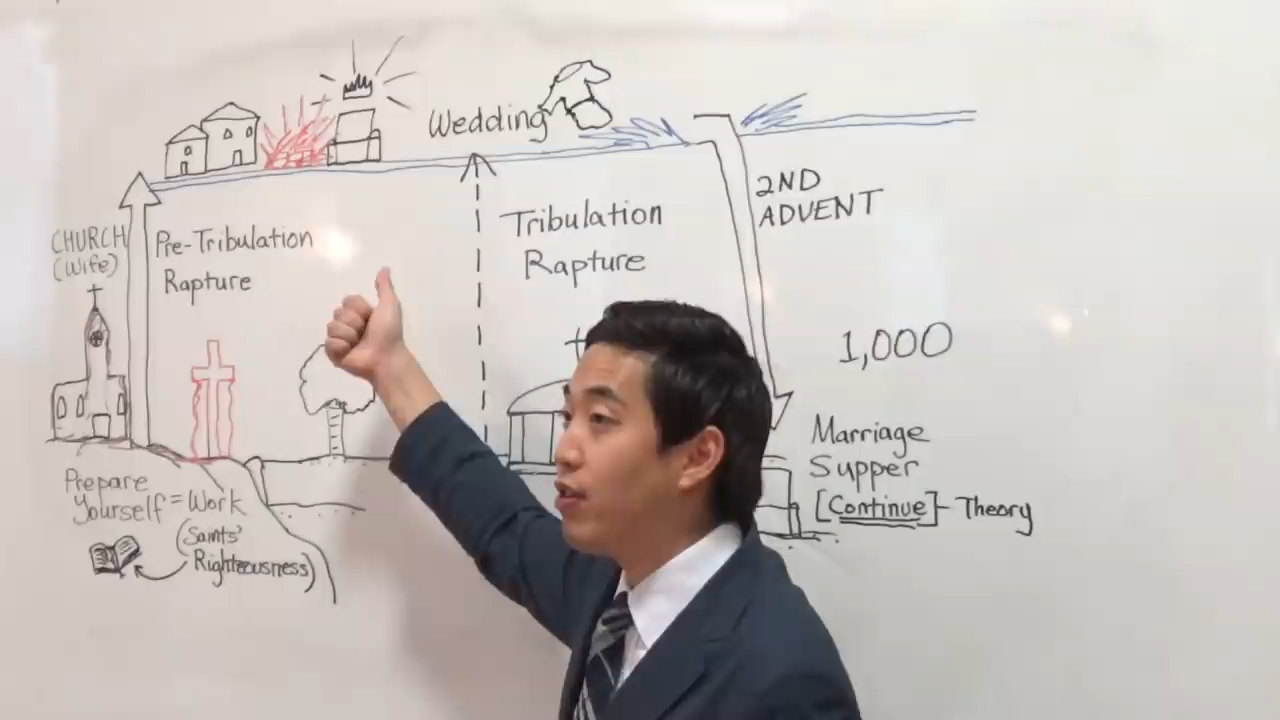 Wedding
CHURCH
(Wife)
Pre-Tribulation
Rapture
Tribulation
Rapture
2ND
ADVENT
1,000
Prepare
Yourself = Work
(Saints'
Righteousness)
Marriage
Supper
[Continue] - Theory